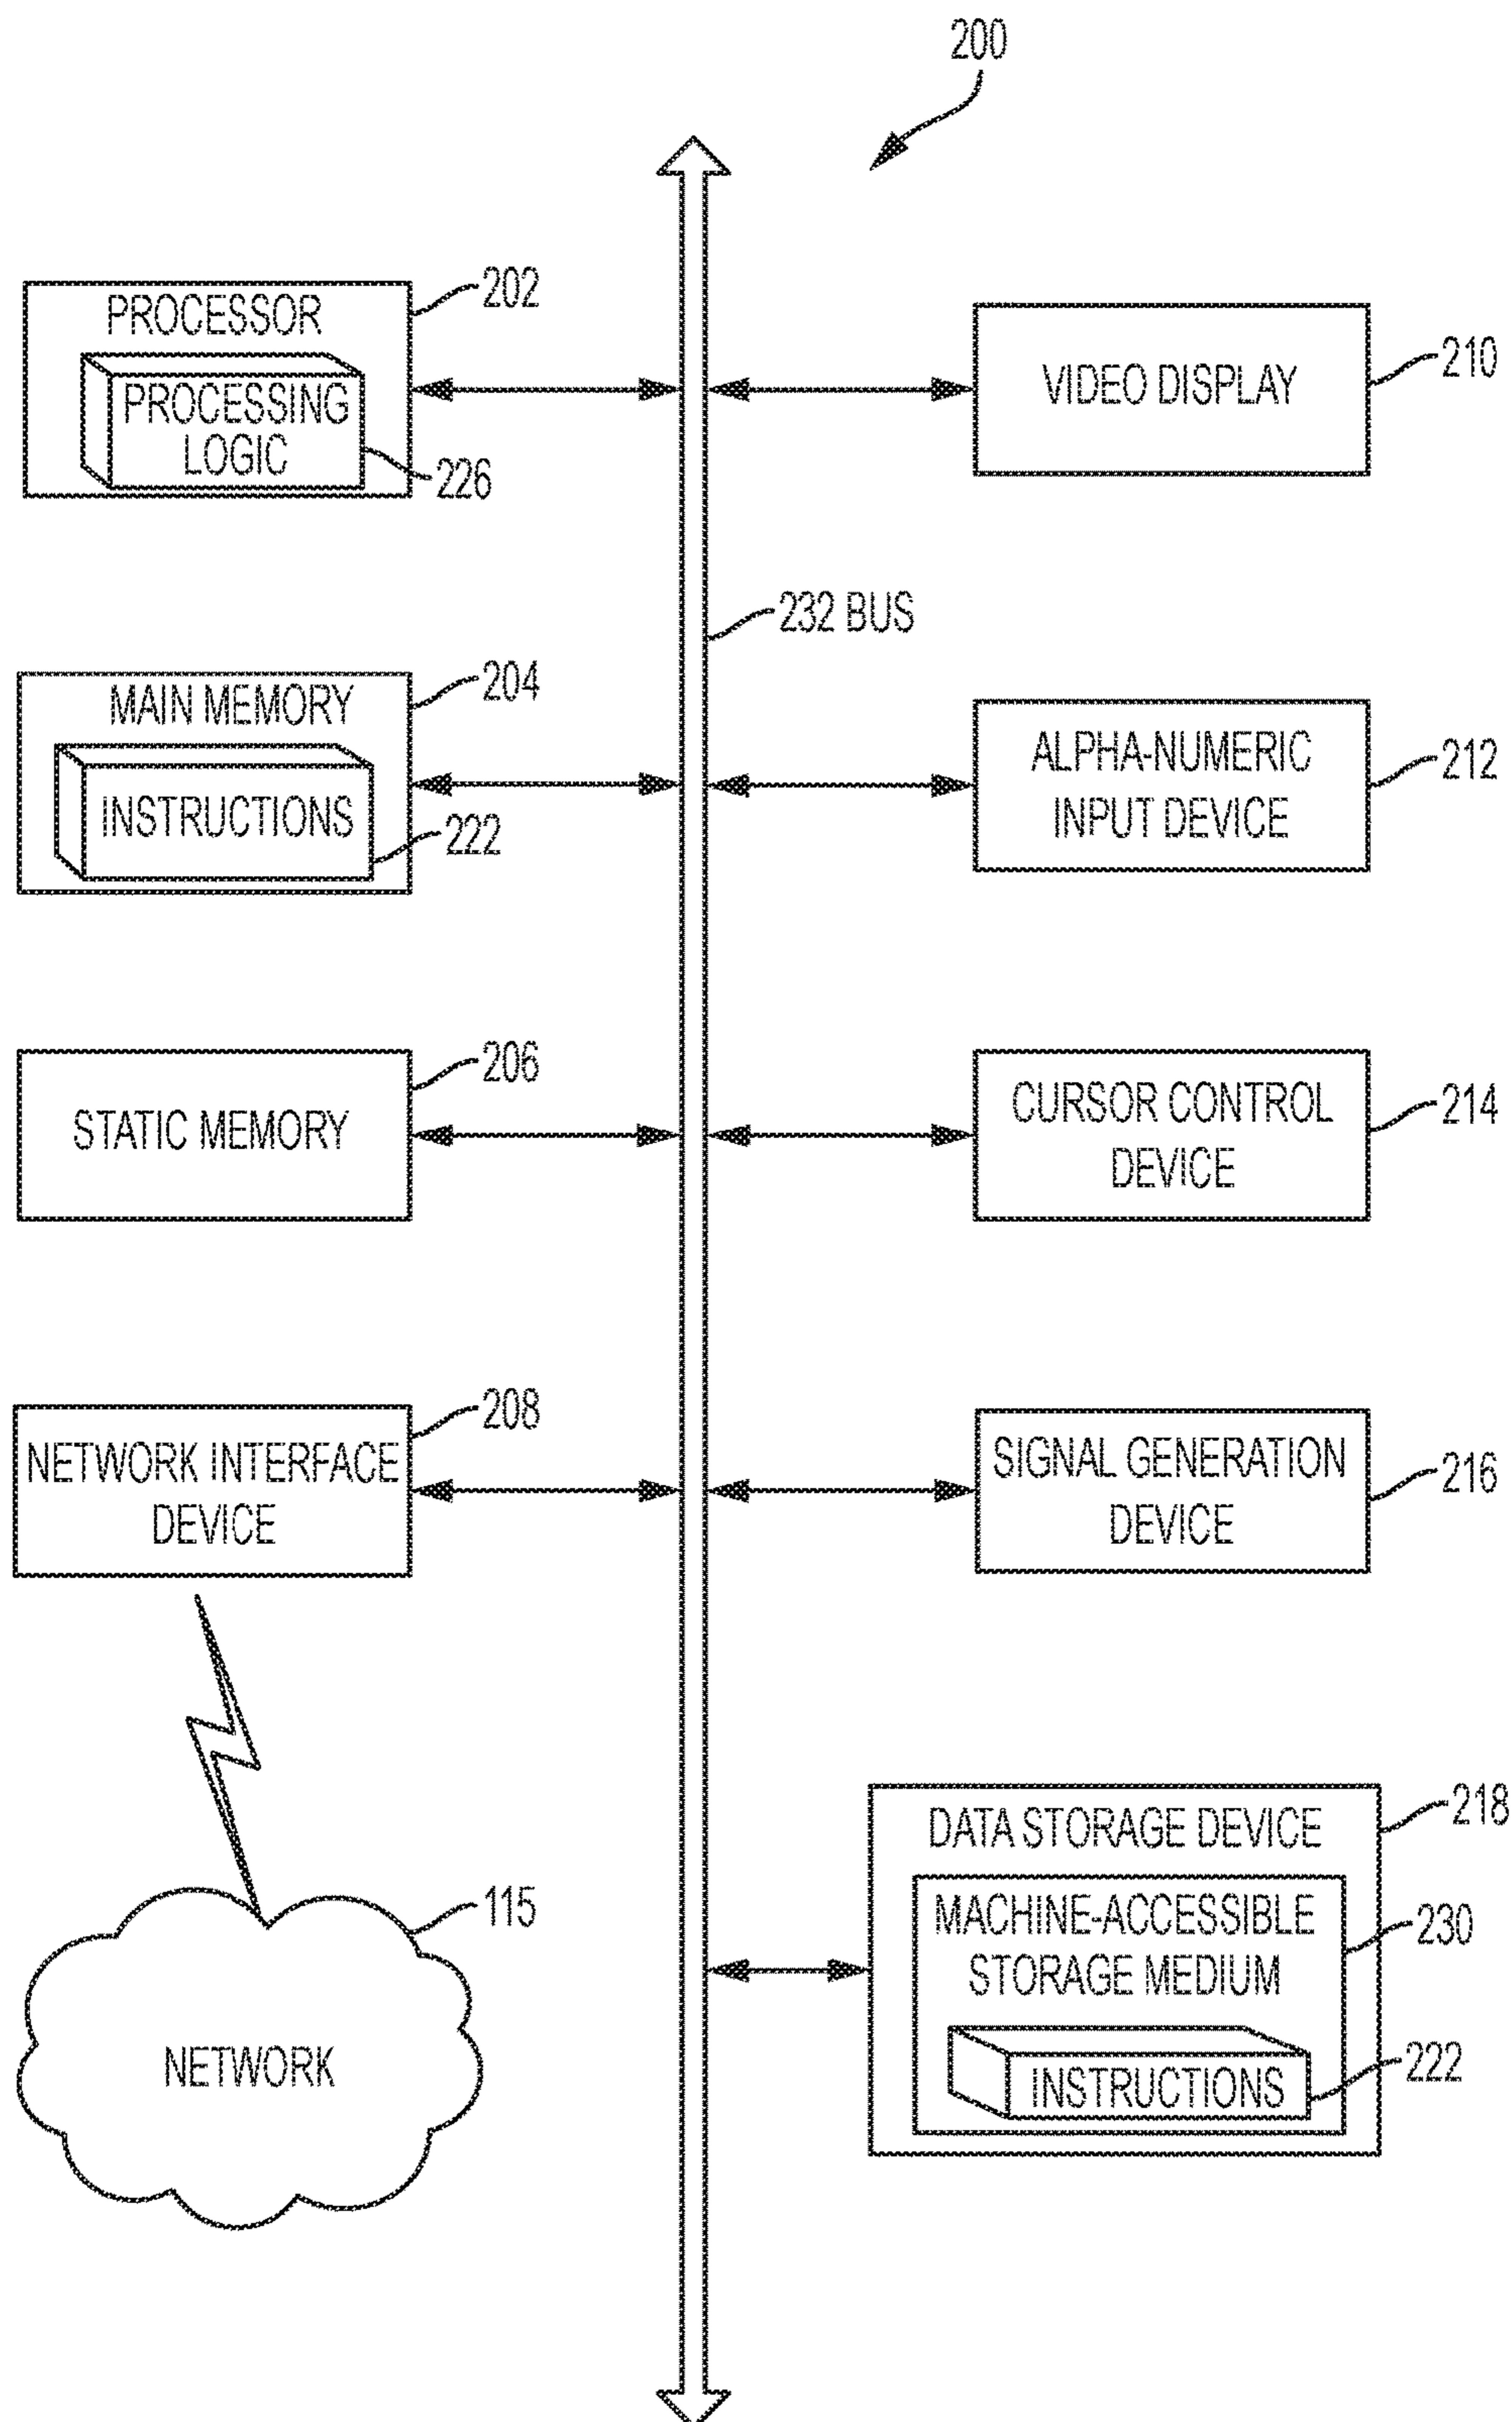 200
PROCESSOR
202
PROCESSING
LOGIC
226
VIDEO DISPLAY
210
232 BUS
MAIN MEMORY
204
INSTRUCTIONS
222
ALPHA-NUMERIC
INPUT DEVICE
212
STATIC MEMORY
206
CURSOR CONTROL
DEVICE
214
NETWORK INTERFACE
DEVICE
208
SIGNAL GENERATION
DEVICE
216
NETWORK
115
DATA STORAGE DEVICE
218
MACHINE-ACCESSIBLE
STORAGE MEDIUM
230
INSTRUCTIONS
222